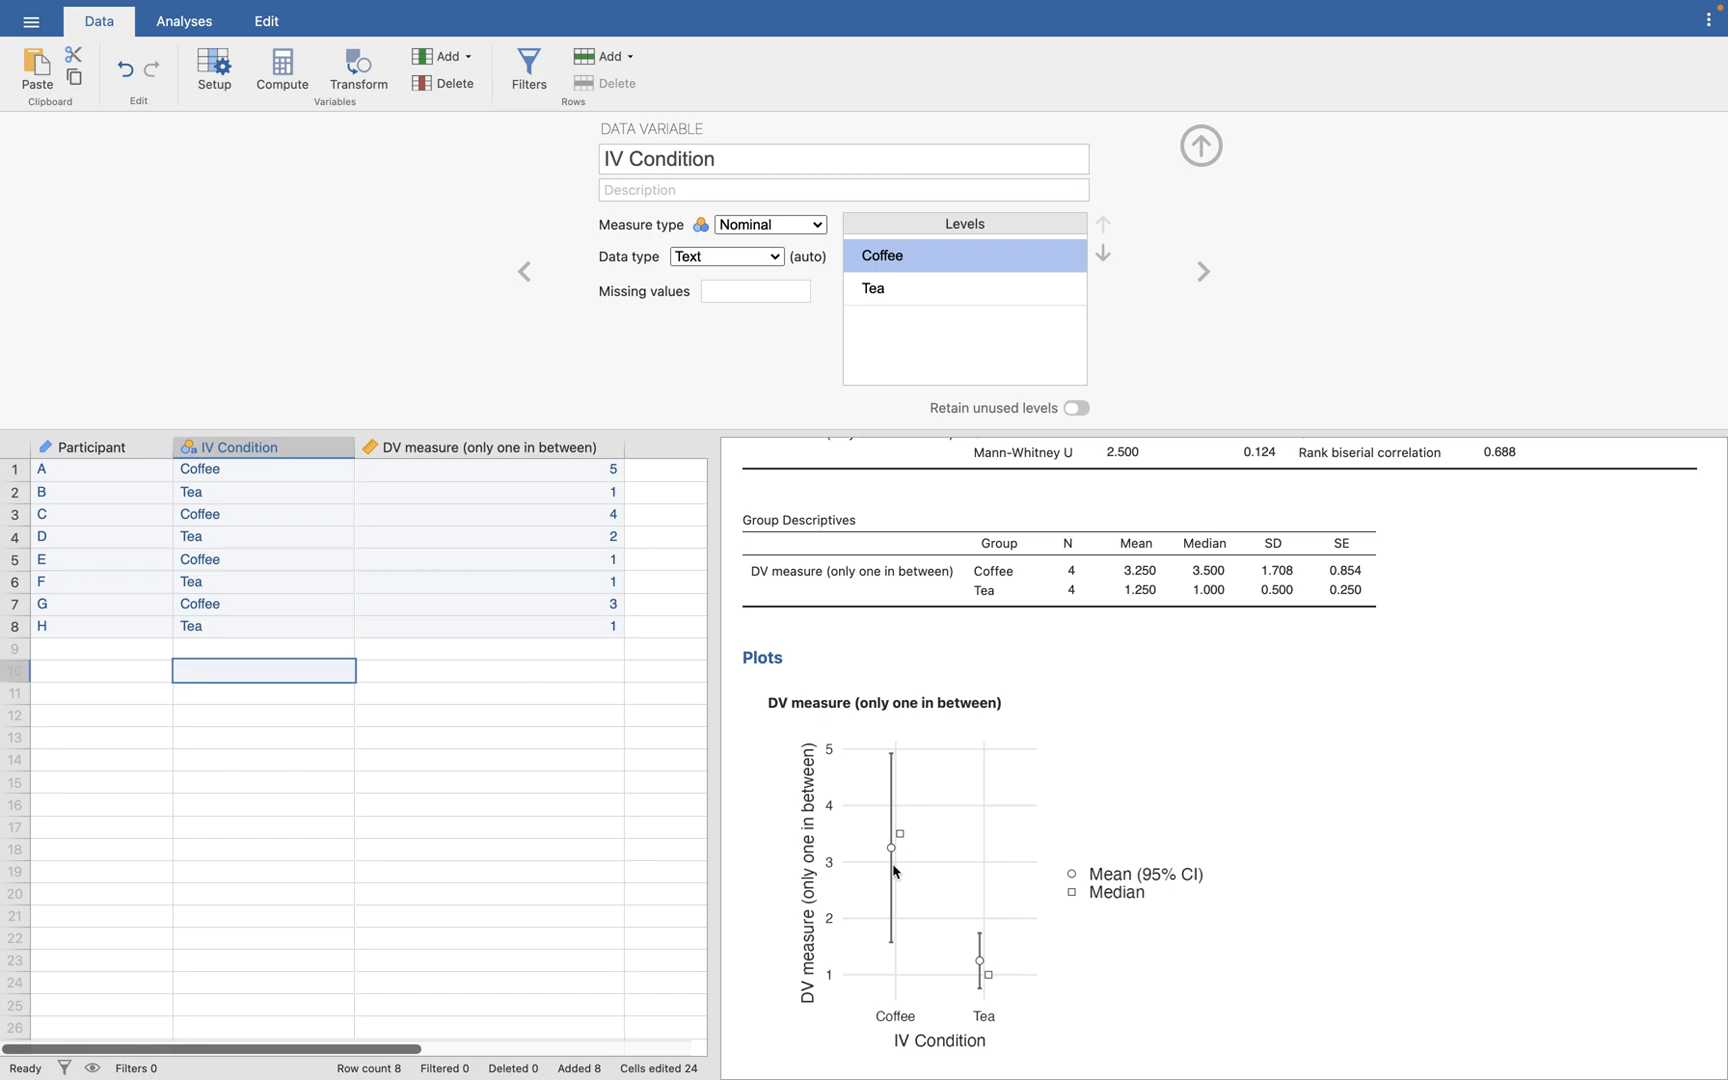 Data Analyses Edit
Paste Setup Compute Transform Add Delete Filters Add Delete
Clipboard Edit Variables Rows
DATA VARIABLE
IV Condition
Description
Measure type Nominal
Data type Text (auto)
Missing values
Levels
Coffee
Tea
Retain unused levels
Participant IV Condition DV measure (only one in between)
1 A Coffee 5
2 B Tea 1
3 C Coffee 4
4 D Tea 2
5 E Coffee 1
6 F Tea 1
7 G Coffee 3
8 H Tea 1
9
10
11
12
13
14
15
16
17
18
19
20
21
22
23
24
25
26
Mann-Whitney U 2.500 0.124 Rank biserial correlation 0.688
Group Descriptives
Group N Mean Median SD SE
DV measure (only one in between) Coffee 4 3.250 3.500 1.708 0.854
Tea 4 1.250 1.000 0.500 0.250
Plots
DV measure (only one in between)
DV measure (only one in between)
5
4
3
2
1
Coffee Tea
IV Condition
Mean (95% CI)
Median
Ready Filters 0 Row count 8 Filtered 0 Deleted 0 Added 8 Cells edited 24